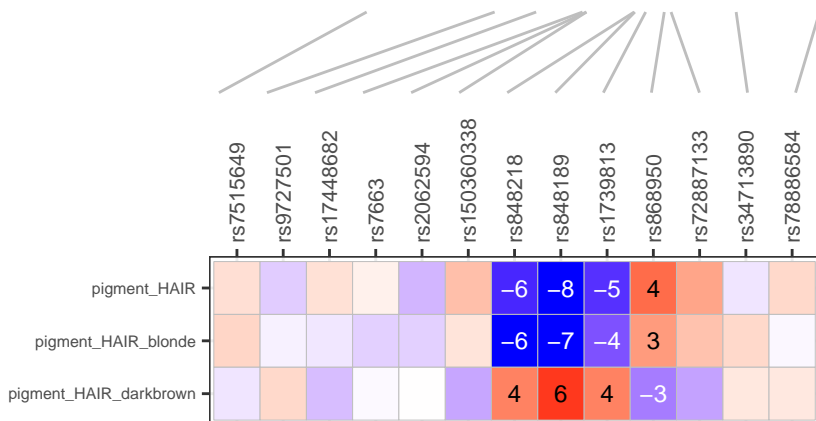 rs7515649
rs9727501
rs17448682
rs7663
rs2062594
rs150360338
rs848218
rs848189
rs1739813
rs868950
rs72887133
rs34713890
rs78886584
pigment_HAIR
−6 −8 −5 4
pigment_HAIR_blonde
−6 −7 −4 3
pigment_HAIR_darkbrown
4 6 4 −3